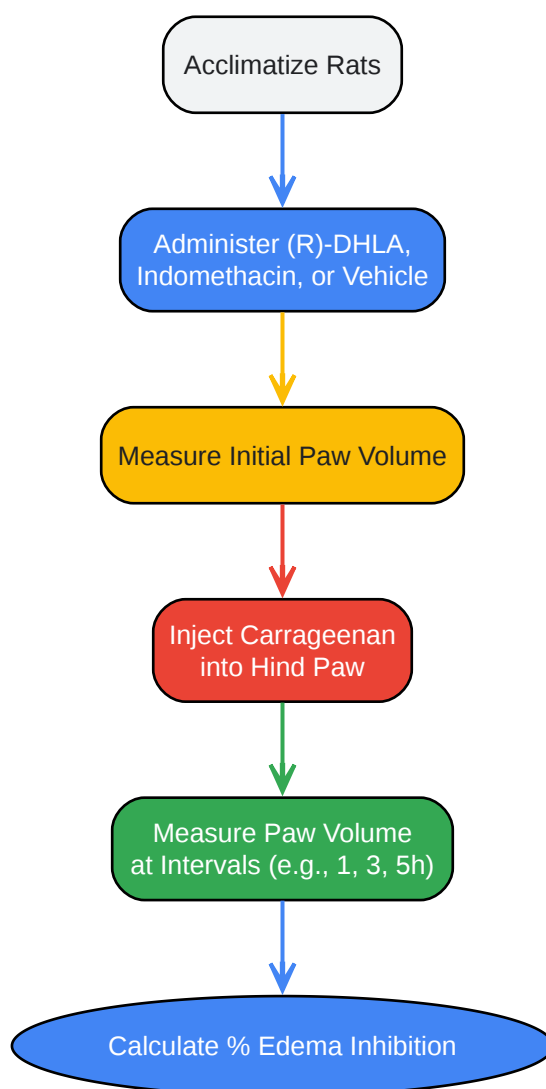 Acclimatize Rats
Administer (R)-DHLA,
Indomethacin, or Vehicle
Measure Initial Paw Volume
Inject Carrageenan
into Hind Paw
Measure Paw Volume
at Intervals (e.g., 1, 3, 5h)
Calculate % Edema Inhibition